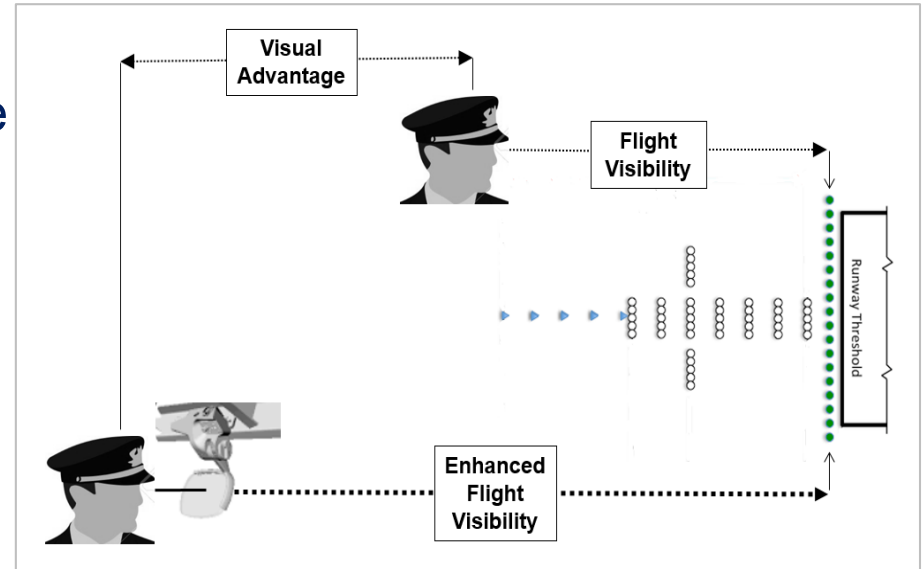 Visual
Advantage
e
Flight
Visibility
Runway Threshold
Enhanced
Flight
Visibility